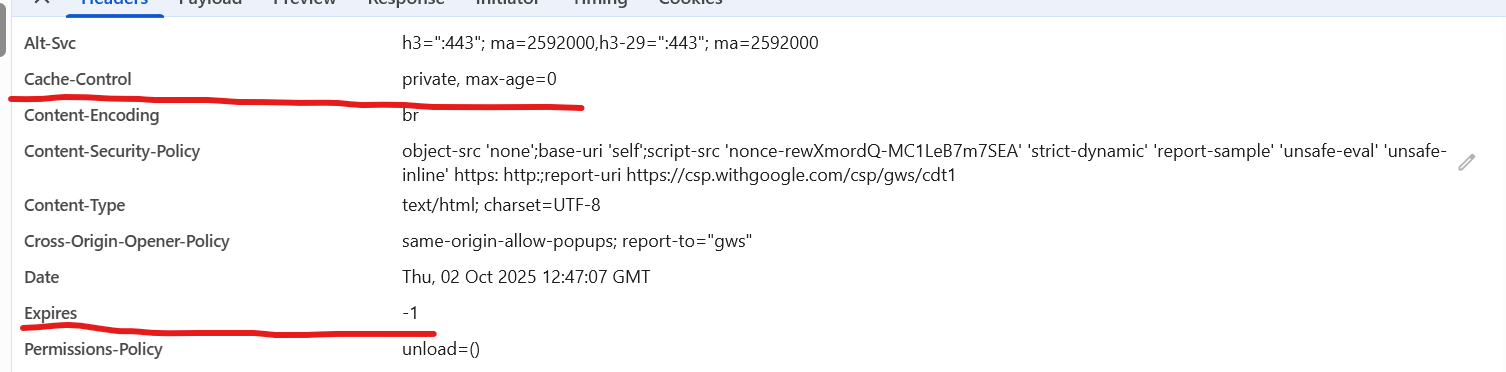 Headers Payload Preview Response Initiator Timing Cookies
Alt-Svc h3=":443"; ma=2592000,h3-29=":443"; ma=2592000
Cache-Control private, max-age=0
Content-Encoding br
Content-Security-Policy object-src 'none';base-uri 'self';script-src 'nonce-rewXmordQ-MC1LeB7m7SEA' 'strict-dynamic' 'report-sample' 'unsafe-eval' 'unsafe-
inline' https: http:;report-uri https://csp.withgoogle.com/csp/gws/cdt1
Content-Type text/html; charset=UTF-8
Cross-Origin-Opener-Policy same-origin-allow-popups; report-to="gws"
Date Thu, 02 Oct 2025 12:47:07 GMT
Expires -1
Permissions-Policy unload=()